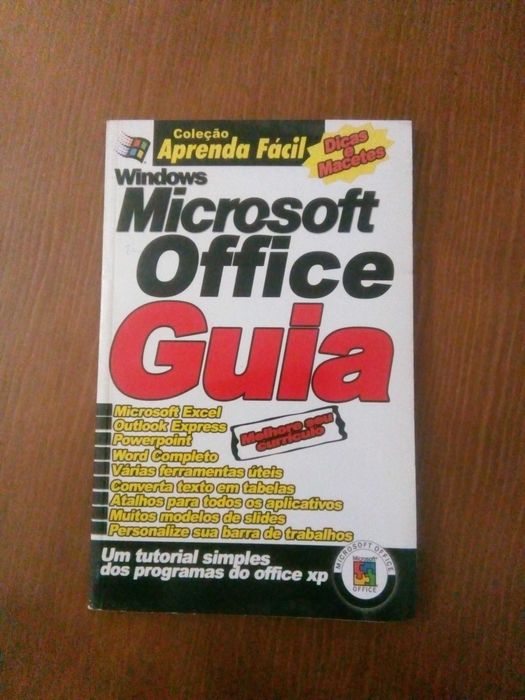 Coleção
Aprenda Fácil
Dicas e
Macetes
Windows
Microsoft
Office
Guia
Microsoft Excel
Outlook Express
Powerpoint
Word Completo
Várias ferramentas úteis
Converta texto em tabelas
Atalhos para todos os aplicativos
Muitos modelos de slides
Personalize sua barra de trabalhos
Melhore seu
currículo
Um tutorial simples
dos programas do office xp
MICROSOFT OFFICE
Microsoft
OFFICE